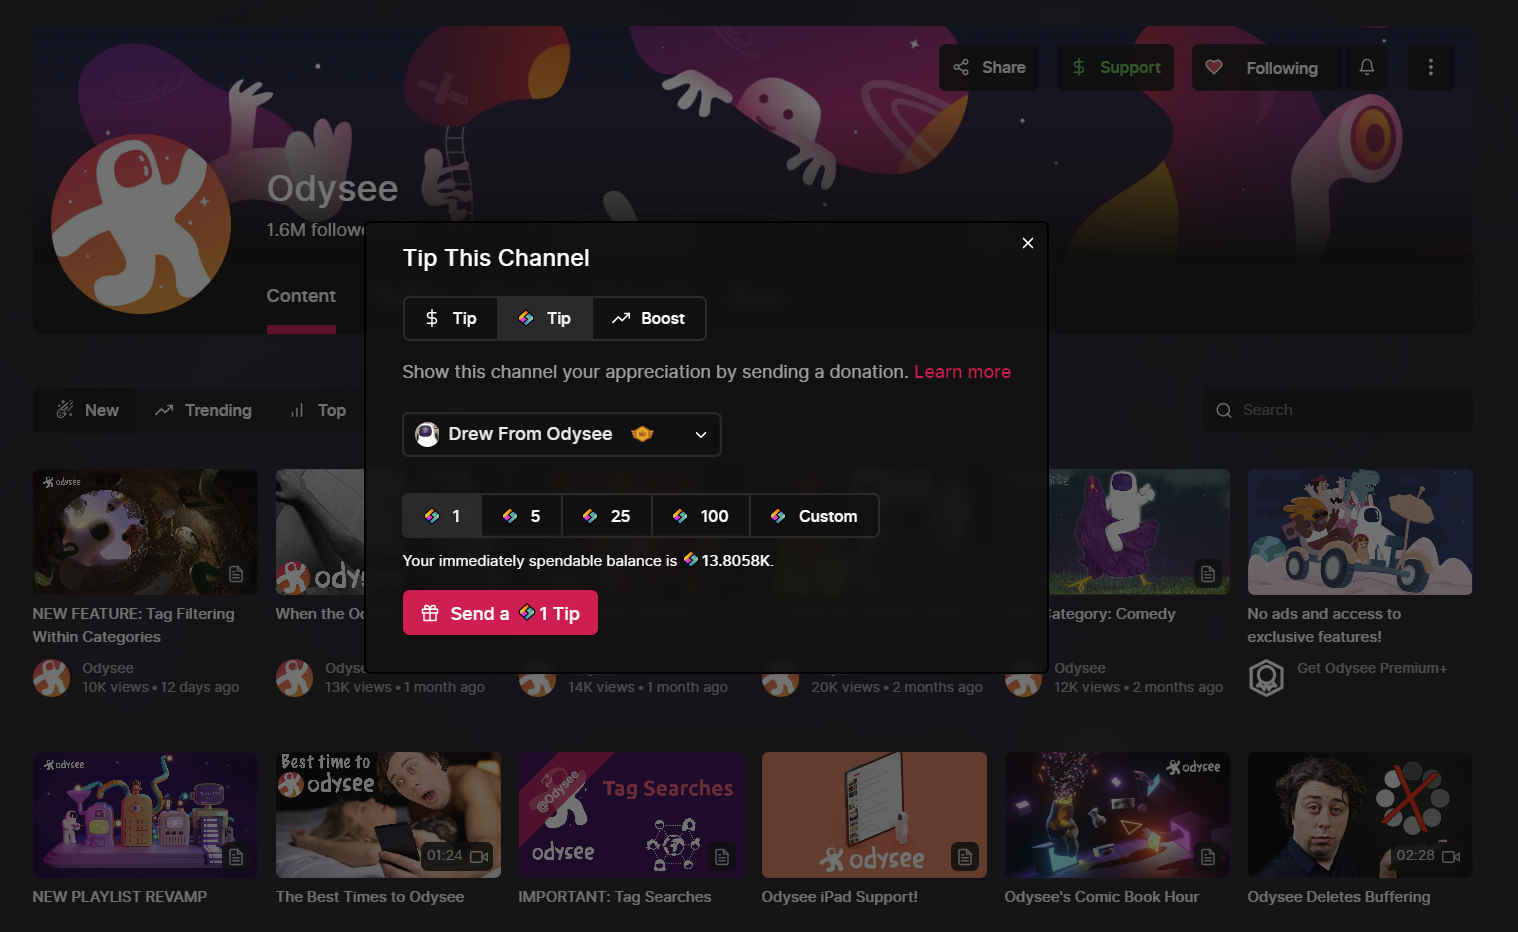 Share
Support
Following
Odysee
1.6M followe
Content
Tip This Channel
Tip
Tip
Boost
Show this channel your appreciation by sending a donation. Learn more
New
Trending
Top
Search
Drew From Odysee
1
5
25
100
Custom
Your immediately spendable balance is 13.8058K.
Send a 1 Tip
odysee
odys
NEW FEATURE: Tag Filtering
Within Categories
Odysee
10K views • 12 days ago
When the Oc
Odyse
13K views • 1 month ago
14K views • 1 month ago
20K views • 2 months ago
ategory: Comedy
Odysee
12K views • 2 months ago
No ads and access to
exclusive features!
Get Odysee Premium+
odysee
NEW PLAYLIST REVAMP
Best time to
odysee
01:24
The Best Times to Odysee
@Odysee
Tag Searches
odysee
IMPORTANT: Tag Searches
odysee
Odysee iPad Support!
odysee
Odysee's Comic Book Hour
02:28
Odysee Deletes Buffering